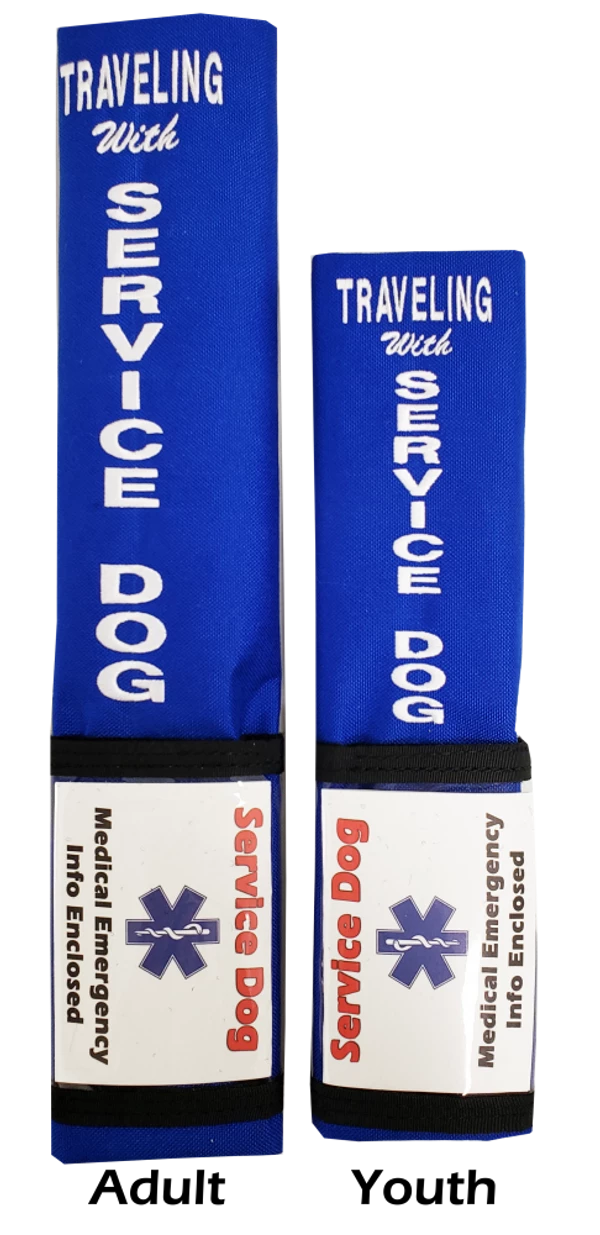 TRAVELING
With
SERVICE DOG
Service Dog
Medical Emergency
Info Enclosed
Adult
TRAVELING
With
SERVICE DOG
Service Dog
Medical Emergency
Info Enclosed
Youth